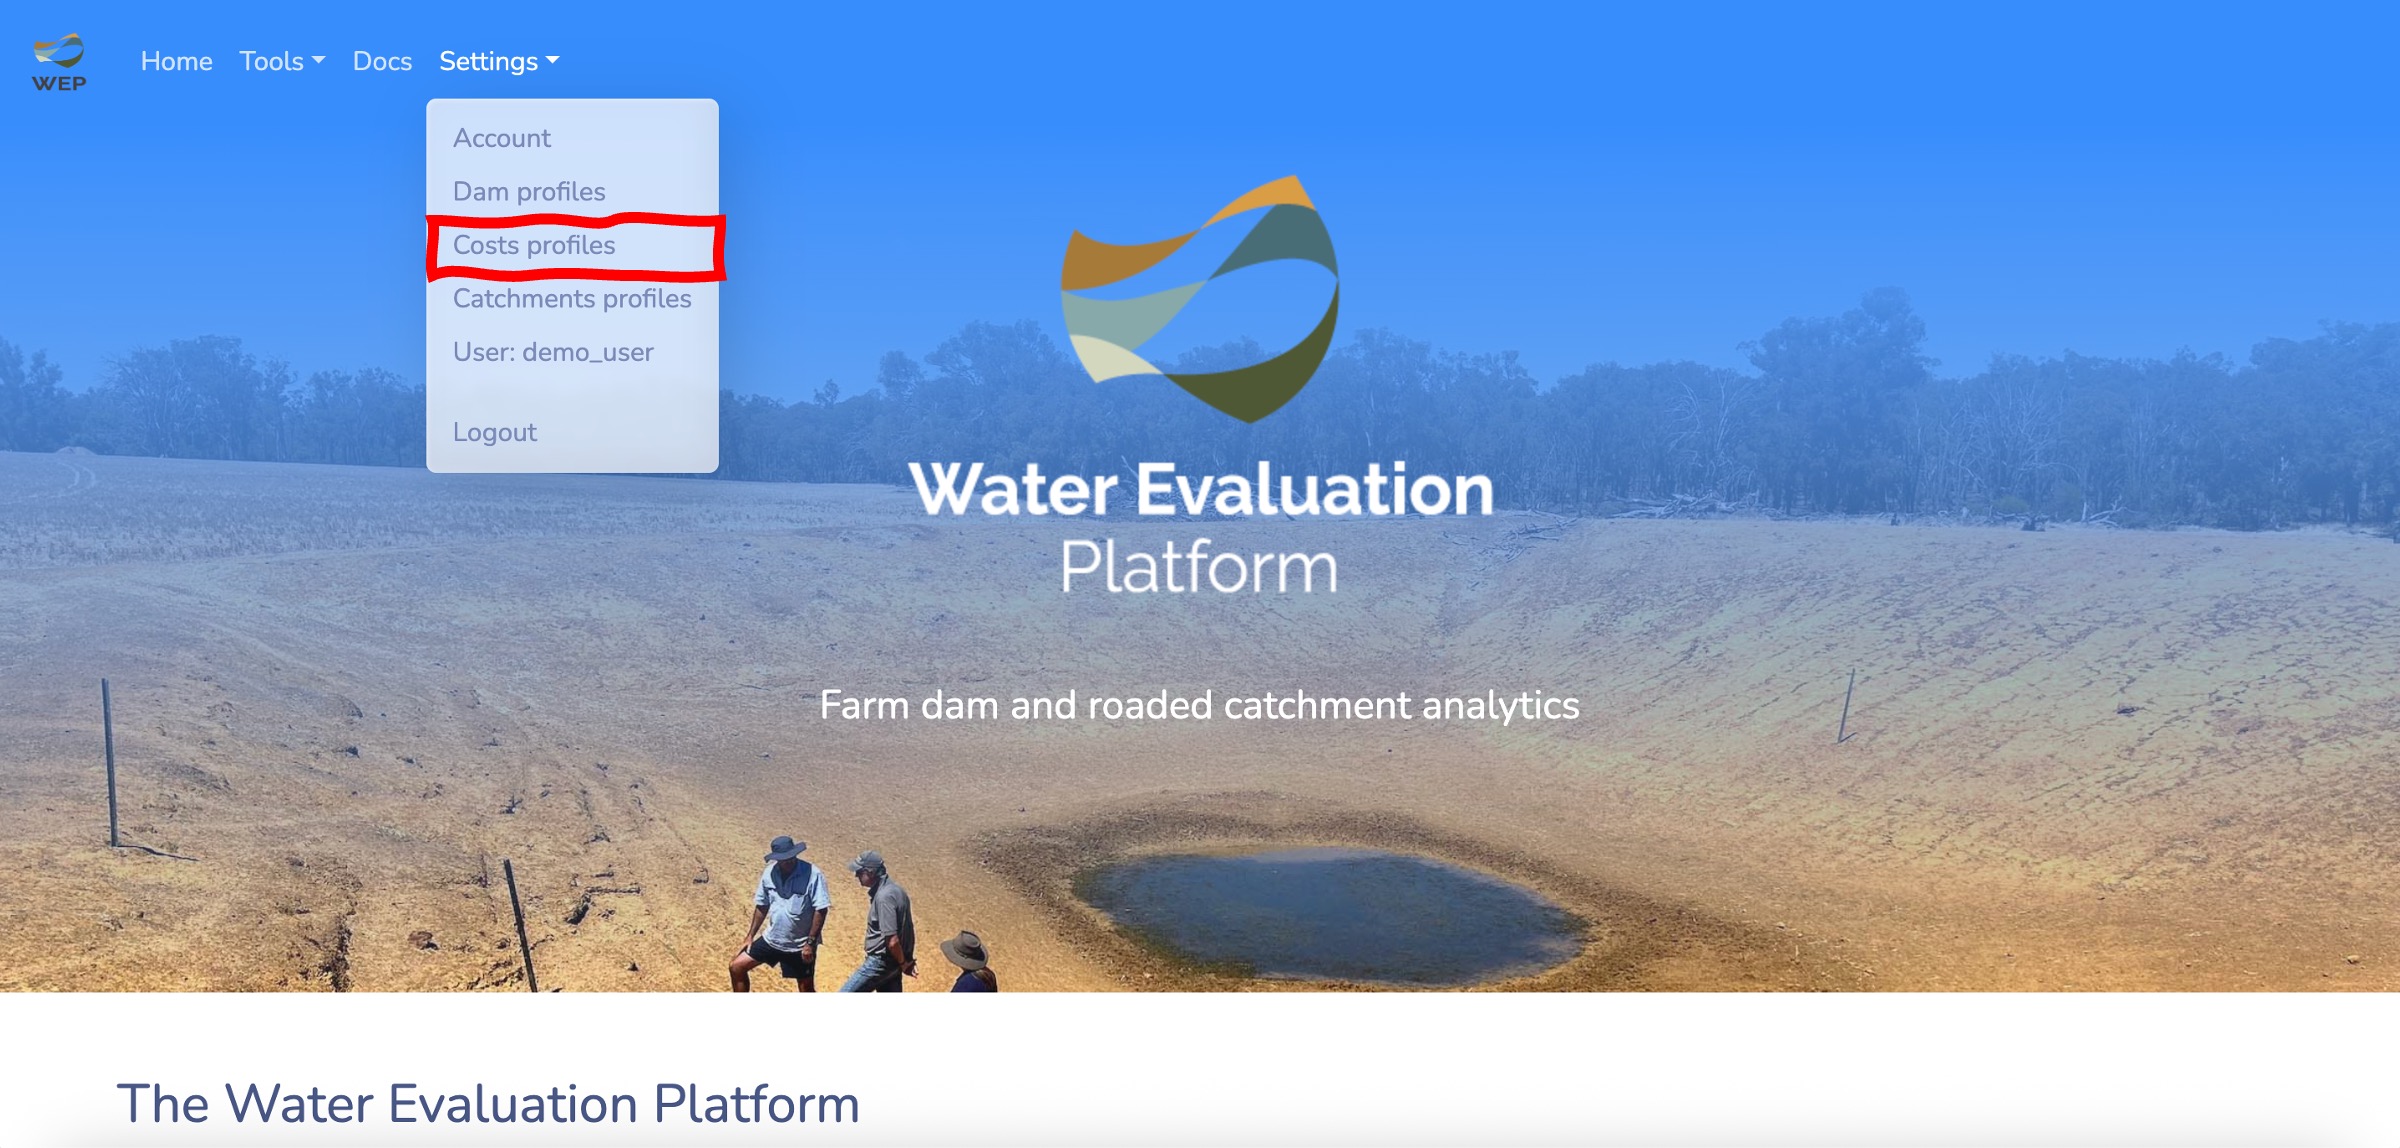 WEP
Home Tools Docs Settings
Account
Dam profiles
Costs profiles
Catchments profiles
User: demo_user
Logout
Water Evaluation
Platform
Farm dam and roaded catchment analytics
The Water Evaluation Platform